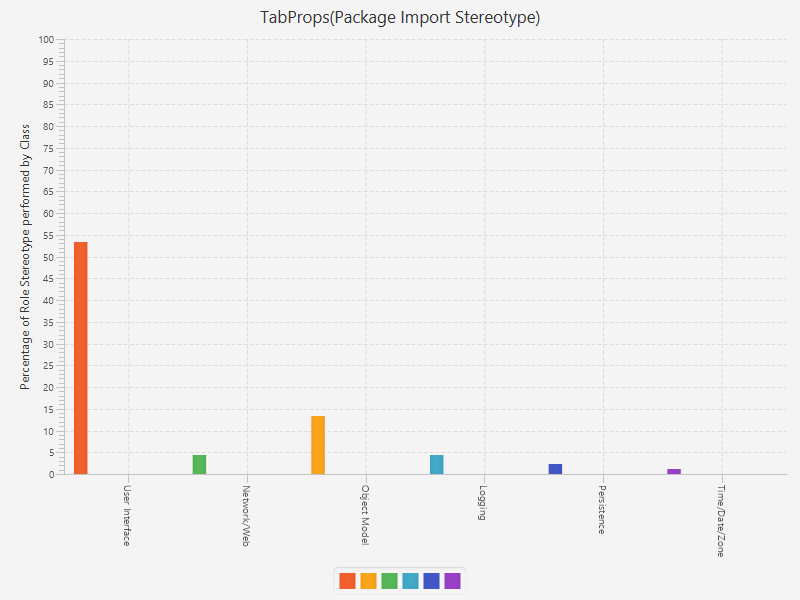 TabProps(Package Import Stereotype)
Percentage of Role Stereotype performed by Class
100
95
90
85
80
75
70
65
60
55
50
45
40
35
30
25
20
15
10
5
0
User Interface
Network/Web
Object Model
Logging
Persistence
Time/Date/Zone